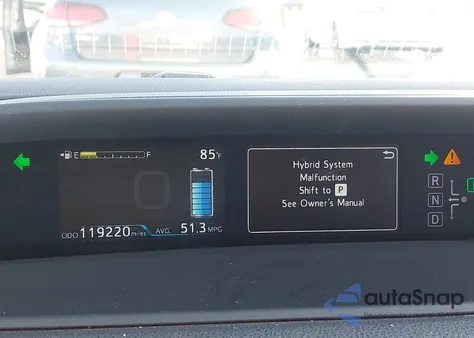 E F
85°F
ODO 119220 miles AVG. 51.3 MPG
Hybrid System
Malfunction
Shift to P
See Owner's Manual
R
N
D
autoSnap